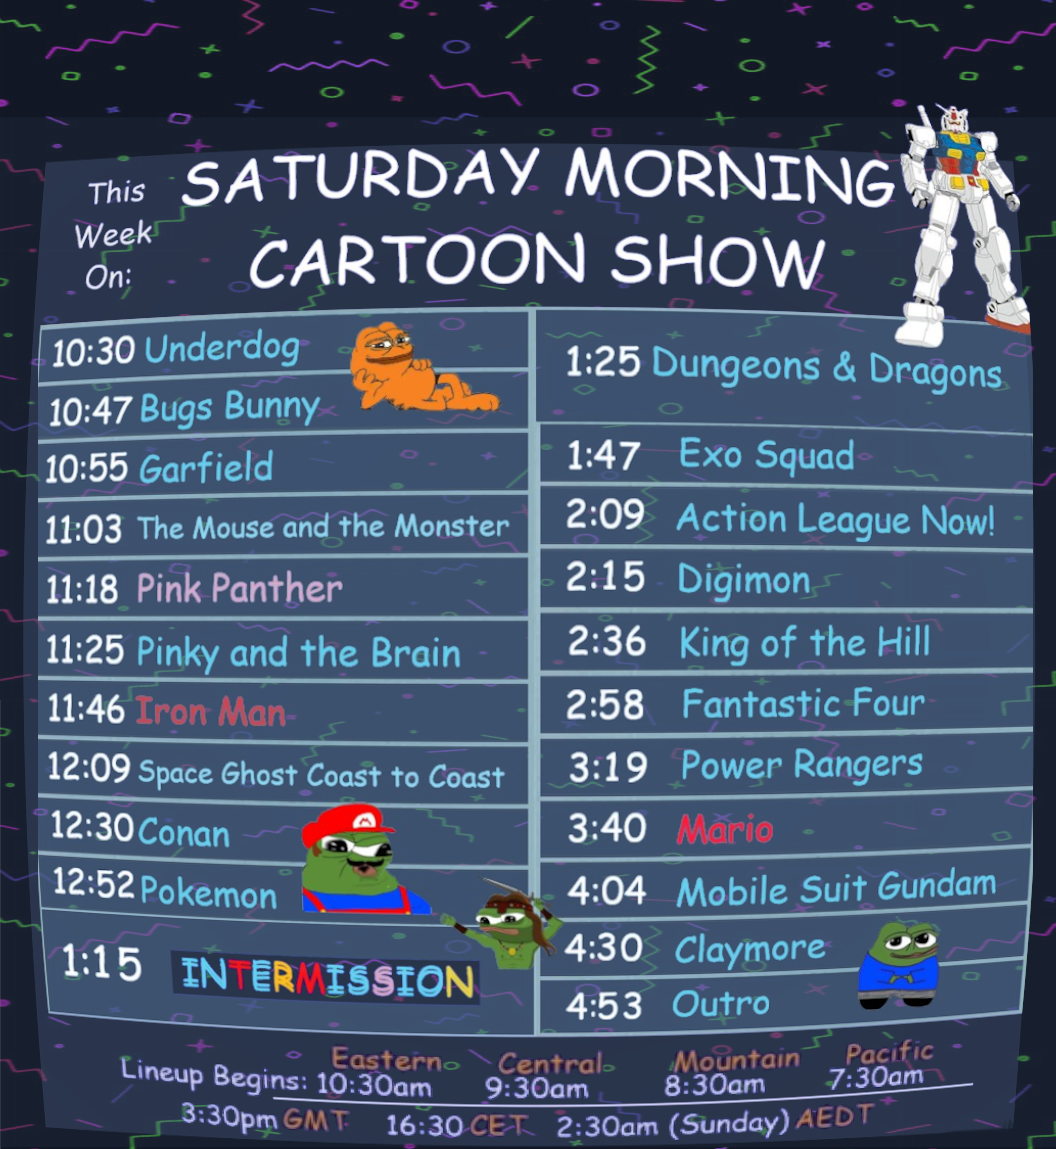 This
Week
On:
SATURDAY MORNING
CARTOON SHOW
10:30 Underdog
10:47 Bugs Bunny
10:55 Garfield
11:03 The Mouse and the Monster
11:18 Pink Panther
11:25 Pinky and the Brain
11:46 Iron Man
12:09 Space Ghost Coast to Coast
12:30 Conan
12:52 Pokemon
1:15 INTERMISSION
1:25 Dungeons & Dragons
1:47 Exo Squad
2:09 Action League Now!
2:15 Digimon
2:36 King of the Hill
2:58 Fantastic Four
3:19 Power Rangers
3:40 Mario
4:04 Mobile Suit Gundam
4:30 Claymore
4:53 Outro
Eastern Central Mountain Pacific
Lineup Begins: 10:30am 9:30am 8:30am 7:30am
3:30pm GMT 16:30 CET 2:30am (Sunday) AEDT
M